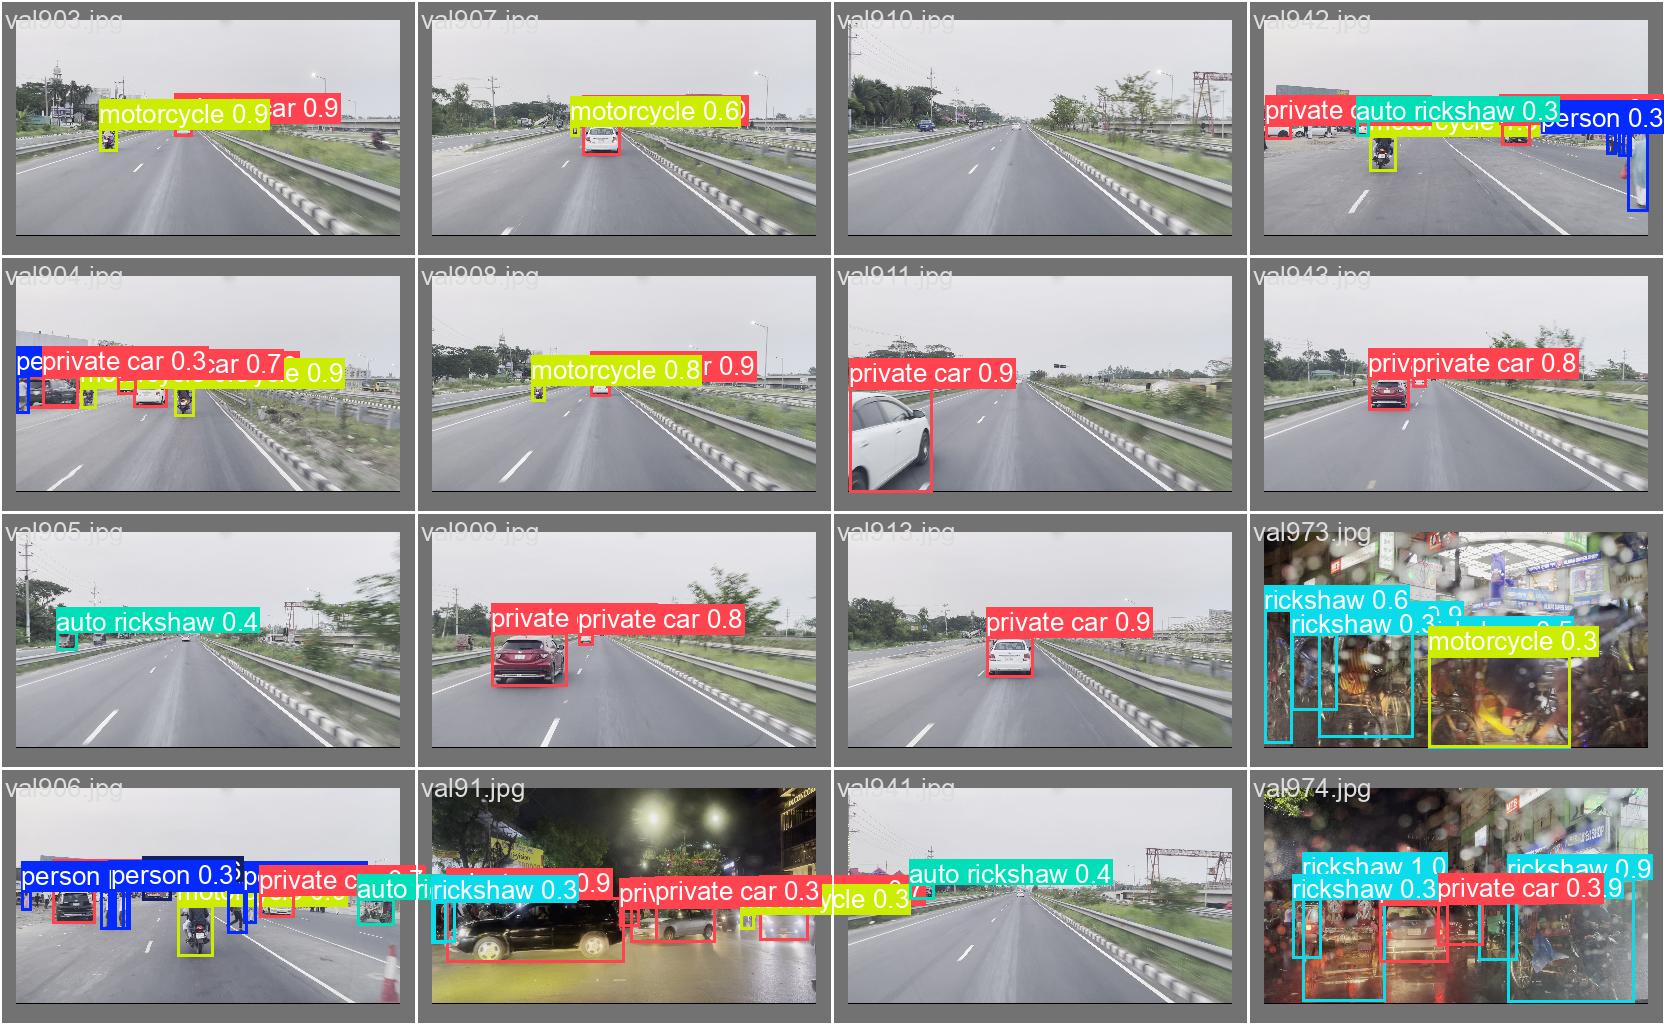 val903.jpg
motorcycle 0.9
car 0.9
val907.jpg
motorcycle 0.6
val910.jpg
val942.jpg
private c
auto rickshaw 0.3
person 0.3
val904.jpg
pe
private car 0.3
car 0.7
e 0.9
val908.jpg
motorcycle 0.8
r 0.9
val911.jpg
private car 0.9
val943.jpg
priv
private car 0.8
val905.jpg
auto rickshaw 0.4
val909.jpg
private
private car 0.8
val913.jpg
private car 0.9
val973.jpg
rickshaw 0.6
rickshaw 0.3
motorcycle 0.3
val906.jpg
person
person 0.3
private c
auto ri
val91.jpg
rickshaw 0.3
0.9
pri
private car 0.3
ycle 0.3
val941.jpg
auto rickshaw 0.4
val974.jpg
rickshaw 1.0
rickshaw 0.9
rickshaw 0.3
private car 0.3
.9